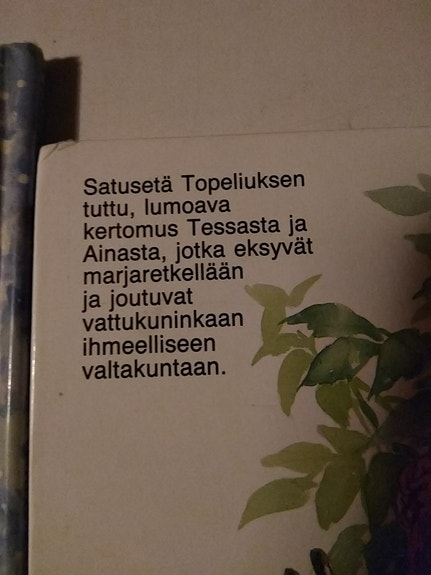 Satusetä Topeliuksen
tuttu, lumoava
kertomus Tessasta ja
Ainasta, jotka eksyvät
marjaretkellään
ja joutuvat
vattukuninkaan
ihmeelliseen
valtakuntaan.